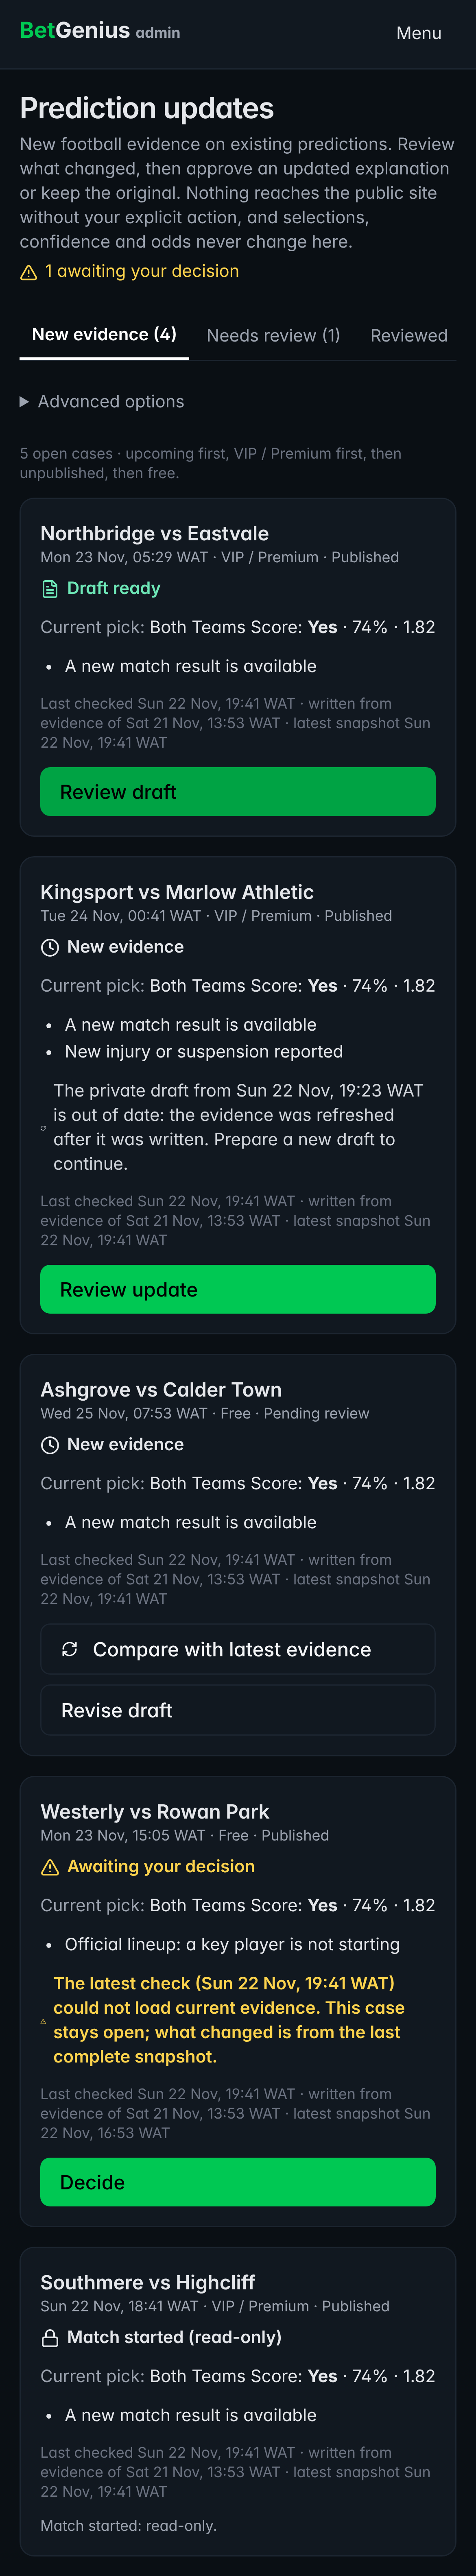 BetGenius admin
Menu
Prediction updates
New football evidence on existing predictions. Review
what changed, then approve an updated explanation
or keep the original. Nothing reaches the public site
without your explicit action, and selections,
confidence and odds never change here.
1 awaiting your decision
New evidence (4) Needs review (1) Reviewed
Advanced options
5 open cases · upcoming first, VIP / Premium first, then
unpublished, then free.
Northbridge vs Eastvale
Mon 23 Nov, 05:29 WAT · VIP / Premium · Published
Draft ready
Current pick: Both Teams Score: Yes · 74% · 1.82
• A new match result is available
Last checked Sun 22 Nov, 19:41 WAT · written from
evidence of Sat 21 Nov, 13:53 WAT · latest snapshot Sun
22 Nov, 19:41 WAT
Review draft
Kingsport vs Marlow Athletic
Tue 24 Nov, 00:41 WAT · VIP / Premium · Published
New evidence
Current pick: Both Teams Score: Yes · 74% · 1.82
• A new match result is available
• New injury or suspension reported
The private draft from Sun 22 Nov, 19:23 WAT
is out of date: the evidence was refreshed
after it was written. Prepare a new draft to
continue.
Last checked Sun 22 Nov, 19:41 WAT · written from
evidence of Sat 21 Nov, 13:53 WAT · latest snapshot Sun
22 Nov, 19:41 WAT
Review update
Ashgrove vs Calder Town
Wed 25 Nov, 07:53 WAT · Free · Pending review
New evidence
Current pick: Both Teams Score: Yes · 74% · 1.82
• A new match result is available
Last checked Sun 22 Nov, 19:41 WAT · written from
evidence of Sat 21 Nov, 13:53 WAT · latest snapshot Sun
22 Nov, 19:41 WAT
Compare with latest evidence
Revise draft
Westerly vs Rowan Park
Mon 23 Nov, 15:05 WAT · Free · Published
Awaiting your decision
Current pick: Both Teams Score: Yes · 74% · 1.82
• Official lineup: a key player is not starting
The latest check (Sun 22 Nov, 19:41 WAT)
could not load current evidence. This case
stays open; what changed is from the last
complete snapshot.
Last checked Sun 22 Nov, 19:41 WAT · written from
evidence of Sat 21 Nov, 13:53 WAT · latest snapshot Sun
22 Nov, 16:53 WAT
Decide
Southmere vs Highcliff
Sun 22 Nov, 18:41 WAT · VIP / Premium · Published
Match started (read-only)
Current pick: Both Teams Score: Yes · 74% · 1.82
• A new match result is available
Last checked Sun 22 Nov, 19:41 WAT · written from
evidence of Sat 21 Nov, 13:53 WAT · latest snapshot Sun
22 Nov, 19:41 WAT
Match started: read-only.